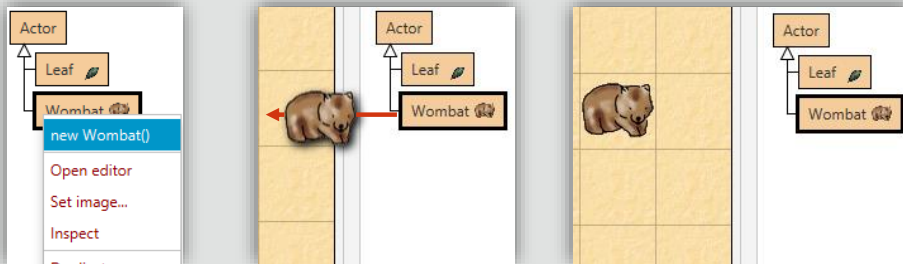 Actor
Leaf
Wombat
new Wombat()
Open editor
Set image...
Inspect
Actor
Leaf
Wombat
Actor
Leaf
Wombat